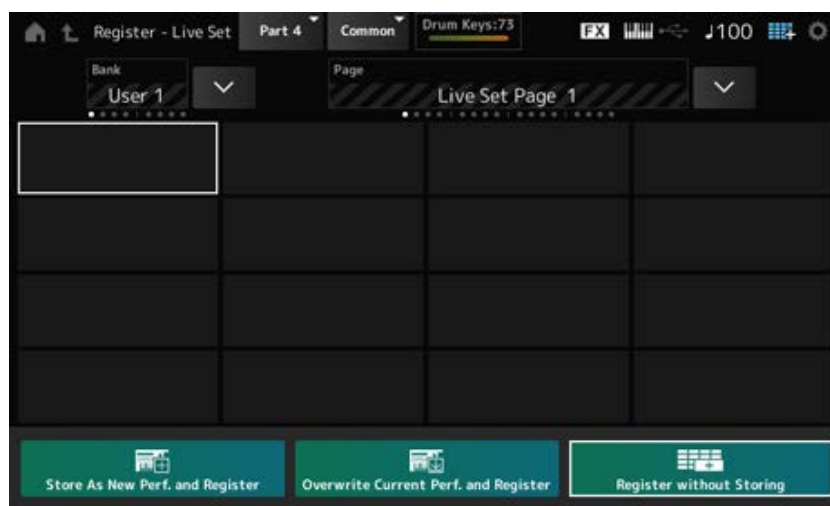 Register - Live Set Part 4 Common Drum Keys:73 FX ♩100
Bank
User 1
Page
Live Set Page 1
Store As New Perf. and Register
Overwrite Current Perf. and Register
Register without Storing